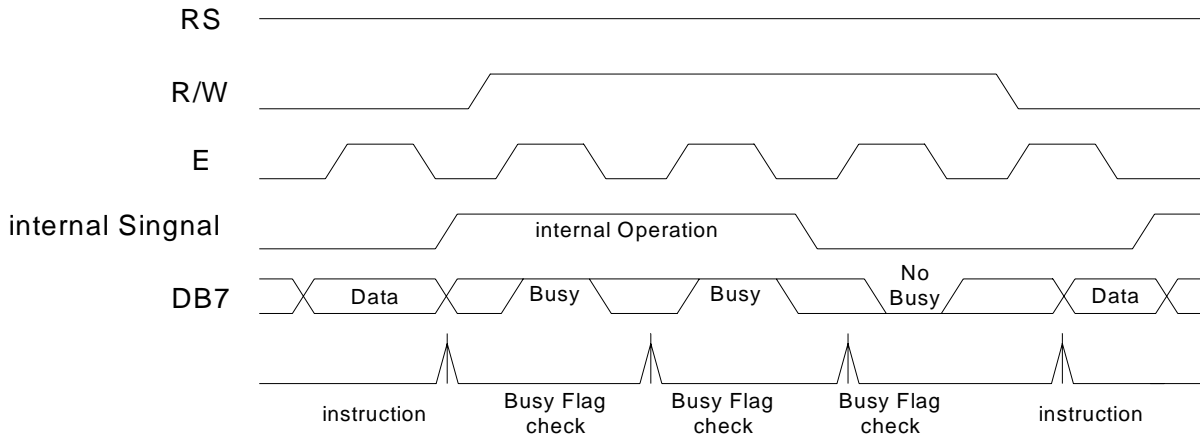 RS
R/W
E
internal Singnal
internal Operation
DB7
Data
Busy
Busy
No
Busy
Data
instruction
Busy Flag
check
Busy Flag
check
Busy Flag
check
instruction